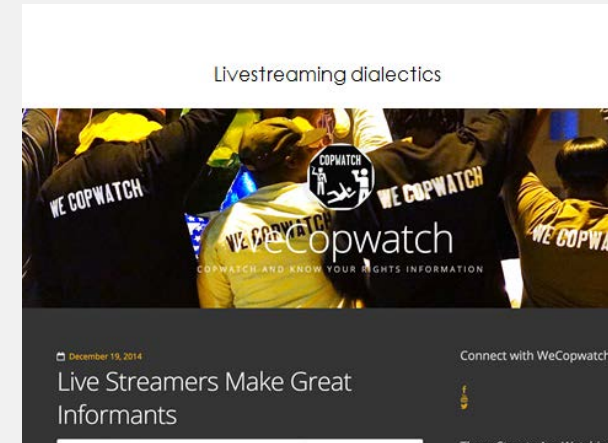 Livestreaming dialectics
COPWATCH
WE COPWATCH
WE COPWATCH
WE COPWATCH
WE COPWA
WeCopwatch
COPWATCH AND KNOW YOUR RIGHTS INFORMATION
December 19, 2014
Connect with WeCopwatch
Live Streamers Make Great
Informants